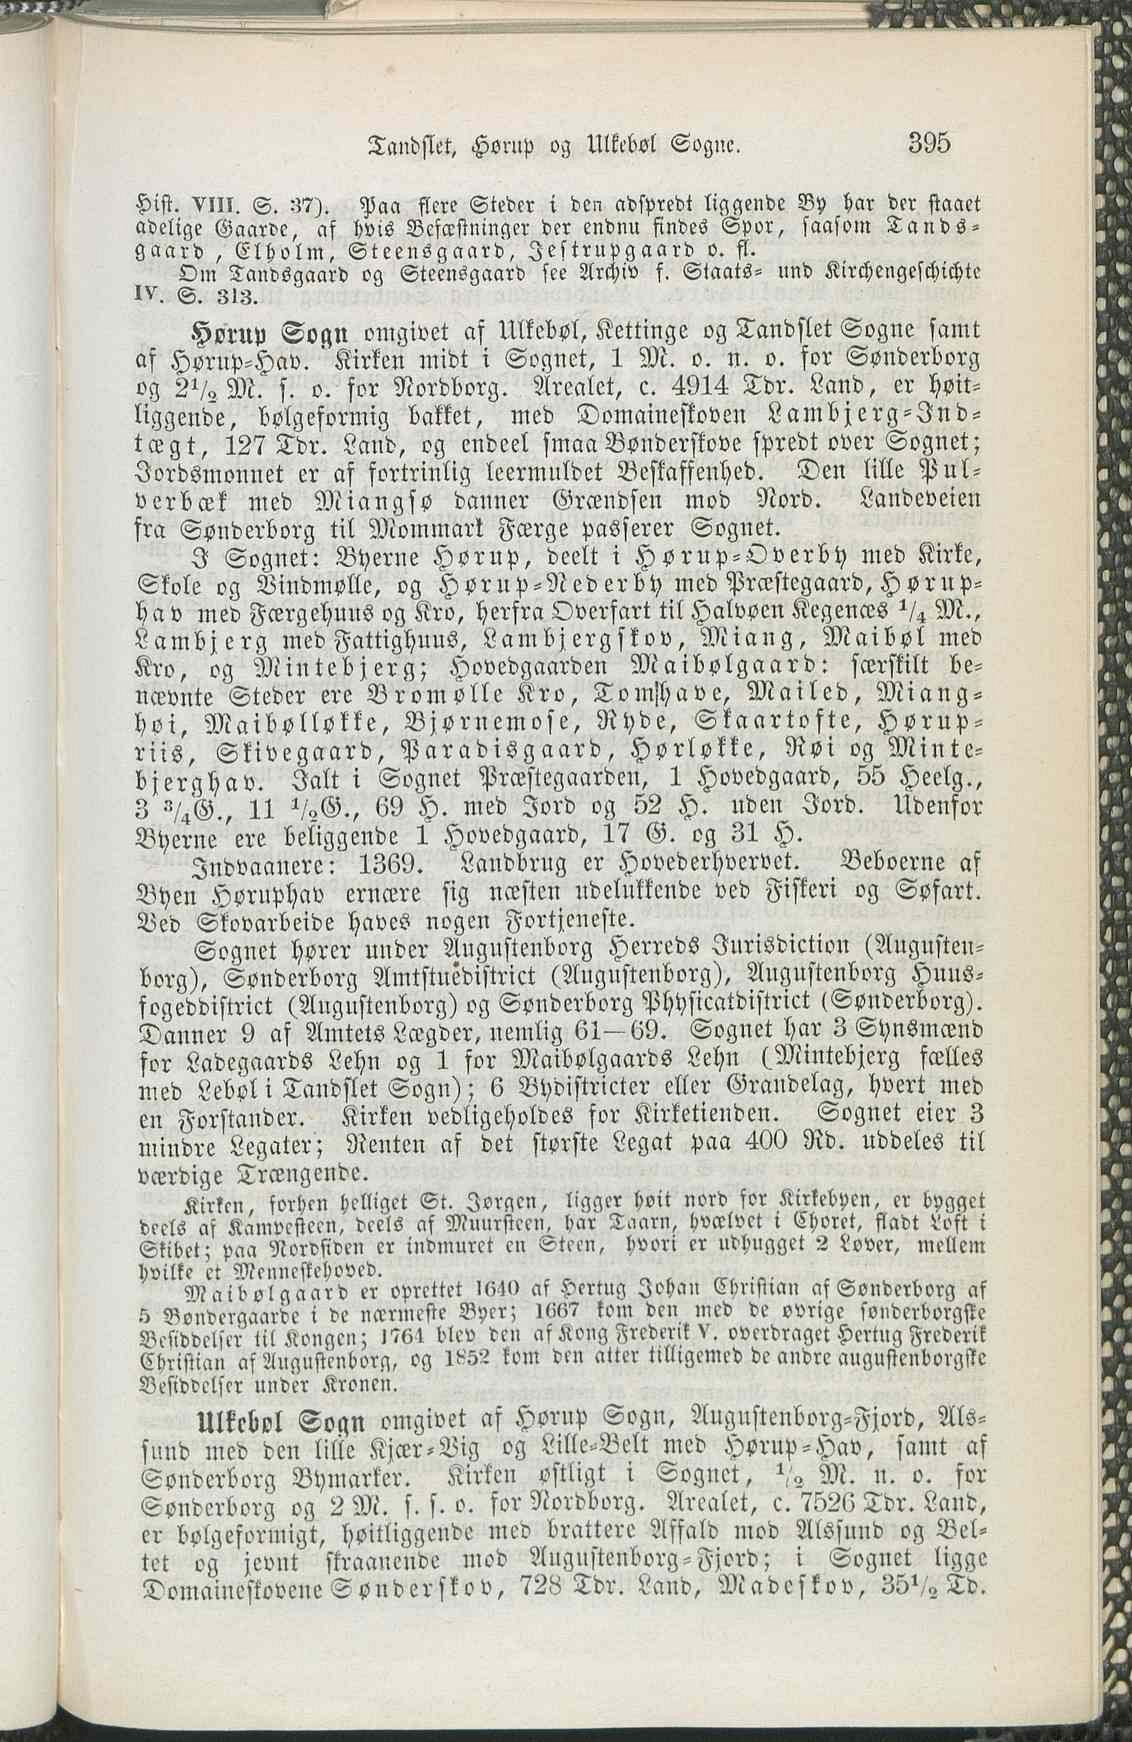 Tandslet, Hørup og Ulkebøl Sogne. 395
Hist. VIII. S. 37). Paa flere Steder i den adspredt liggende By har der staaet
adelige Gaarde, af hvis Befæstninger der endnu findes Spor, saasom Tands-
gaard, Elholm, Steensgaard, Jestrupgaard o. fl.
Om Tandsgaard og Steensgaard see Archiv f. Staats- und Kirchengeschichte
IV. S. 313.
Hørup Sogn omgivet af Ulkebøl, Kettinge og Tandslet Sogne samt
af Hørup-Hav. Kirken midt i Sognet, 1 M. o. n. o. for Sønderborg
og 2 1/2 M. s. o. for Nordborg. Arealet, c. 4914 Tdr. Land, er høit-
liggende, bølgeformig bakket, med Domaineskoven Lambjerg-Ind-
tægt, 127 Tdr. Land, og endeel smaa Bønderskove spredt over Sognet;
Jordsmonnet er af fortrinlig leermuldet Beskaffenhed. Den lille Pul-
verbæk med Miangsø danner Grændsen mod Nord. Landeveien
fra Sønderborg til Mommark Færge passerer Sognet.
I Sognet: Byerne Hørup, deelt i Hørup-Overby med Kirke,
Skole og Vindmølle, og Hørup-Nederby med Præstegaard, Hørup-
hav med Færgehuus og Kro, herfra Overfart til Halvøen Kegenæs 1/4 M.,
Lambjerg med Fattighuus, Lambjergskov, Miang, Maibøl med
Kro, og Mintebjerg; Hovedgaarden Maibølgaard: særskilt be-
nævnte Steder ere Bromølle Kro, Tomshave, Mailed, Miang-
høi, Maibølløkke, Bjørnemose, Ryde, Skaartofte, Hørup-
riis, Skivegaard, Paradisgaard, Hørløkke, Røi og Minte-
bjerghav. Ialt i Sognet Præstegaarden, 1 Hovedgaard, 55 Heelg.,
3 3/4 G., 11 1/2 G., 69 H. med Jord og 52 H. uden Jord. Udenfor
Byerne ere beliggende 1 Hovedgaard, 17 G. og 31 H.
Indvaanere: 1369. Landbrug er Hovederhvervet. Beboerne af
Byen Høruphav ernære sig næsten udelukkende ved Fiskeri og Søfart.
Ved Skovarbeide haves nogen Fortjeneste.
Sognet hører under Augustenborg Herreds Jurisdiction (Augusten-
borg), Sønderborg Amtstuedistrict (Augustenborg), Augustenborg Huus-
fogeddistrict (Augustenborg) og Sønderborg Physicatdistrict (Sønderborg).
Danner 9 af Amtets Lægder, nemlig 61—69. Sognet har 3 Synsmænd
for Ladegaards Lehn og 1 for Maibølgaards Lehn (Mintebjerg fælles
med Lebøl i Tandslet Sogn); 6 Bydistricter eller Grandelag, hvert med
en Forstander. Kirken vedligeholdes for Kirketienden. Sognet eier 3
mindre Legater; Renten af det største Legat paa 400 Rd. uddeles til
værdige Trængende.
Kirken, forhen helliget St. Jørgen, ligger høit nord for Kirkebyen, er bygget
deels af Kampesteen, deels af Muursteen, har Taarn, hvælvet i Choret, fladt Loft i
Skibet; paa Nordsiden er indmuret en Steen, hvori er udhugget 2 Løver, mellem
hvilke et Menneskehoved.
Maibølgaard er oprettet 1640 af Hertug Johan Christian af Sønderborg af
5 Bøndergaarde i de nærmeste Byer; 1667 kom den med de øvrige sønderborgske
Besiddelser til Kongen; 1764 blev den af Kong Frederik V. overdraget Hertug Frederik
Christian af Augustenborg, og 1852 kom den atter tilligemed de andre augustenborgske
Besiddelser under Kronen.
Ulkebøl Sogn omgivet af Hørup Sogn, Augustenborg-Fjord, Als-
sund med den lille Kjær-Vig og Lille-Belt med Hørup-Hav, samt af
Sønderborg Bymarker. Kirken østligt i Sognet, 1/2 M. n. o. for
Sønderborg og 2 M. s. s. o. for Nordborg. Arealet, c. 7526 Tdr. Land,
er bølgeformigt, høitliggende med brattere Affald mod Alssund og Bel-
tet og jevnt skraanende mod Augustenborg-Fjord; i Sognet ligge
Domaineskovene Sønderskov, 728 Tdr. Land, Madeskov, 35 1/2 Td.